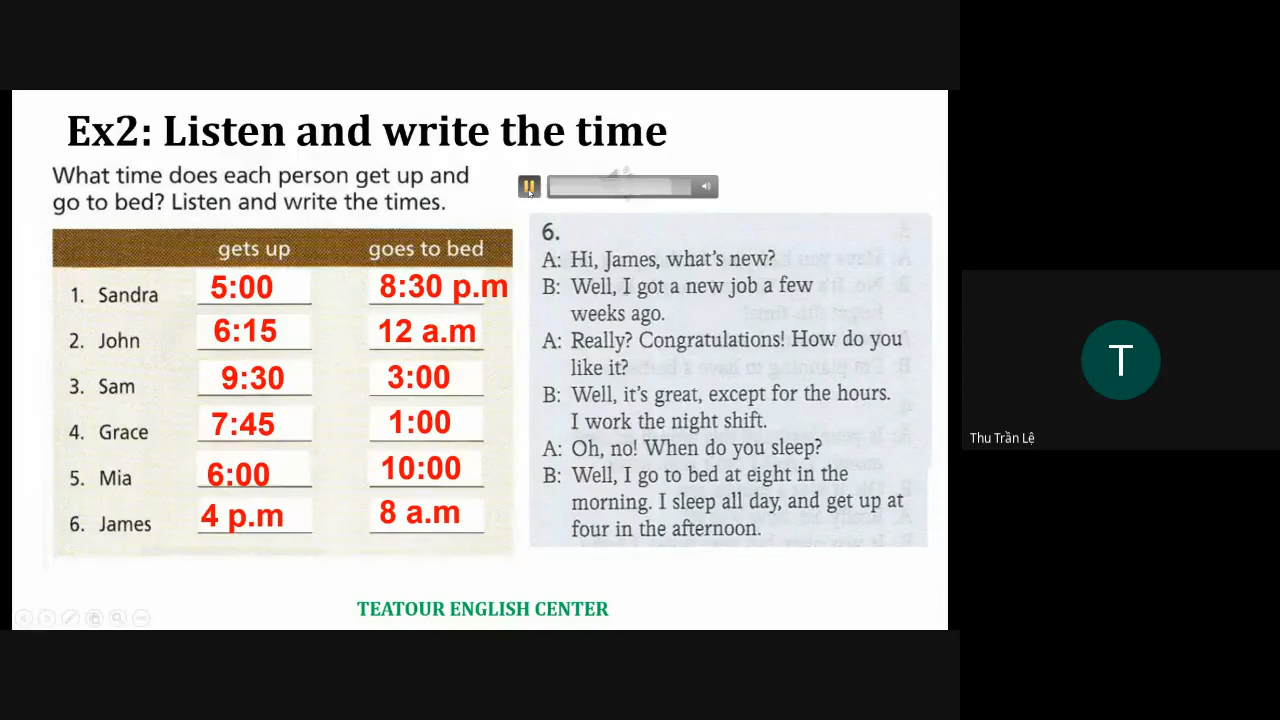 Ex2: Listen and write the time
What time does each person get up and
go to bed? Listen and write the times.
gets up goes to bed
1. Sandra 5:00 8:30 p.m
2. John 6:15 12 a.m
3. Sam 9:30 3:00
4. Grace 7:45 1:00
5. Mia 6:00 10:00
6. James 4 p.m 8 a.m
6.
A: Hi, James, what's new?
B: Well, I got a new job a few
weeks ago.
A: Really? Congratulations! How do you
like it?
B: Well, it's great, except for the hours.
I work the night shift.
A: Oh, no! When do you sleep?
B: Well, I go to bed at eight in the
morning. I sleep all day, and get up at
four in the afternoon.
TEATOUR ENGLISH CENTER
T
Thu Trần Lệ